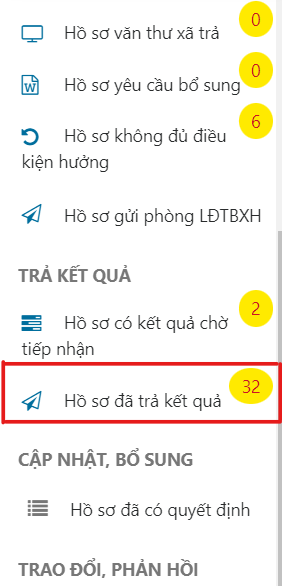 Hồ sơ văn thư xã trả 0
Hồ sơ yêu cầu bổ sung 0
Hồ sơ không đủ điều 6
kiện hưởng
Hồ sơ gửi phòng LĐTBXH
TRẢ KẾT QUẢ
Hồ sơ có kết quả chờ 2
tiếp nhận
Hồ sơ đã trả kết quả 32
CẬP NHẬT, BỔ SUNG
Hồ sơ đã có quyết định
TRAO ĐỔI, PHẢN HỒI